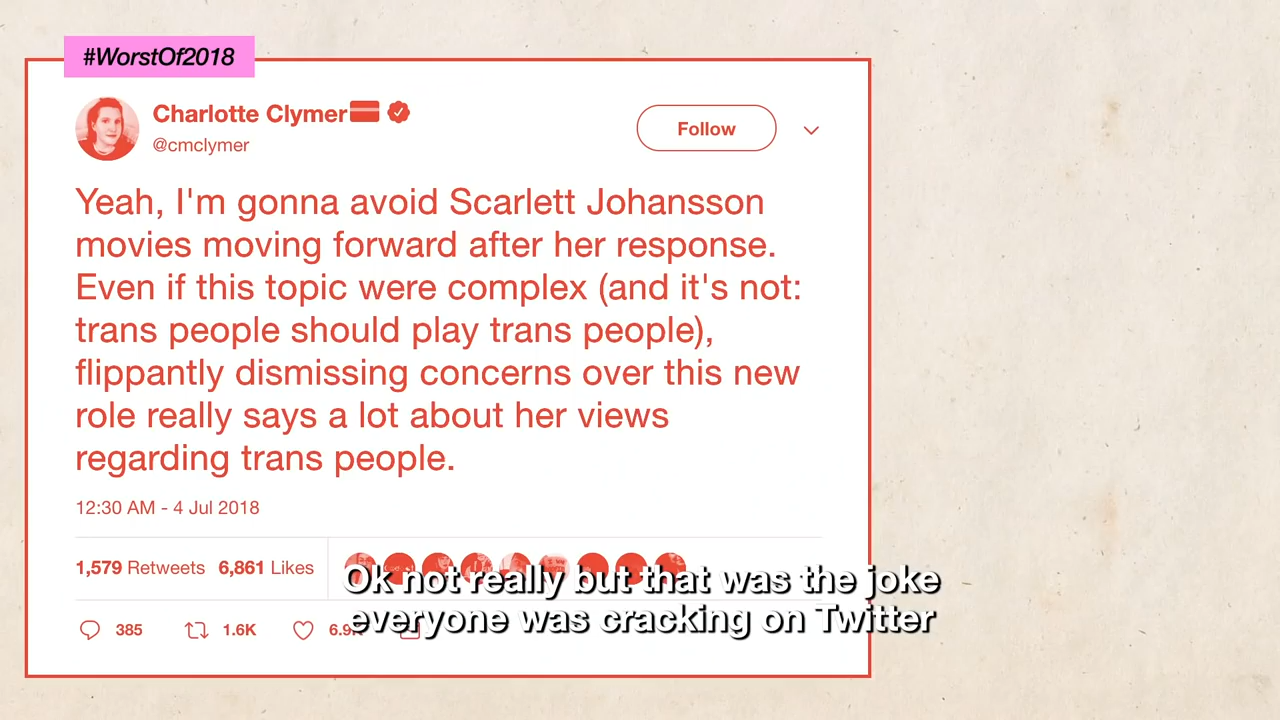 #WorstOf2018
Charlotte Clymer
@cmclymer
Follow
Yeah, I'm gonna avoid Scarlett Johansson
movies moving forward after her response.
Even if this topic were complex (and it's not:
trans people should play trans people),
flippantly dismissing concerns over this new
role really says a lot about her views
regarding trans people.
12:30 AM - 4 Jul 2018
1,579 Retweets 6,861 Likes
Ok not really but that was the joke
everyone was cracking on Twitter
385 1.6K